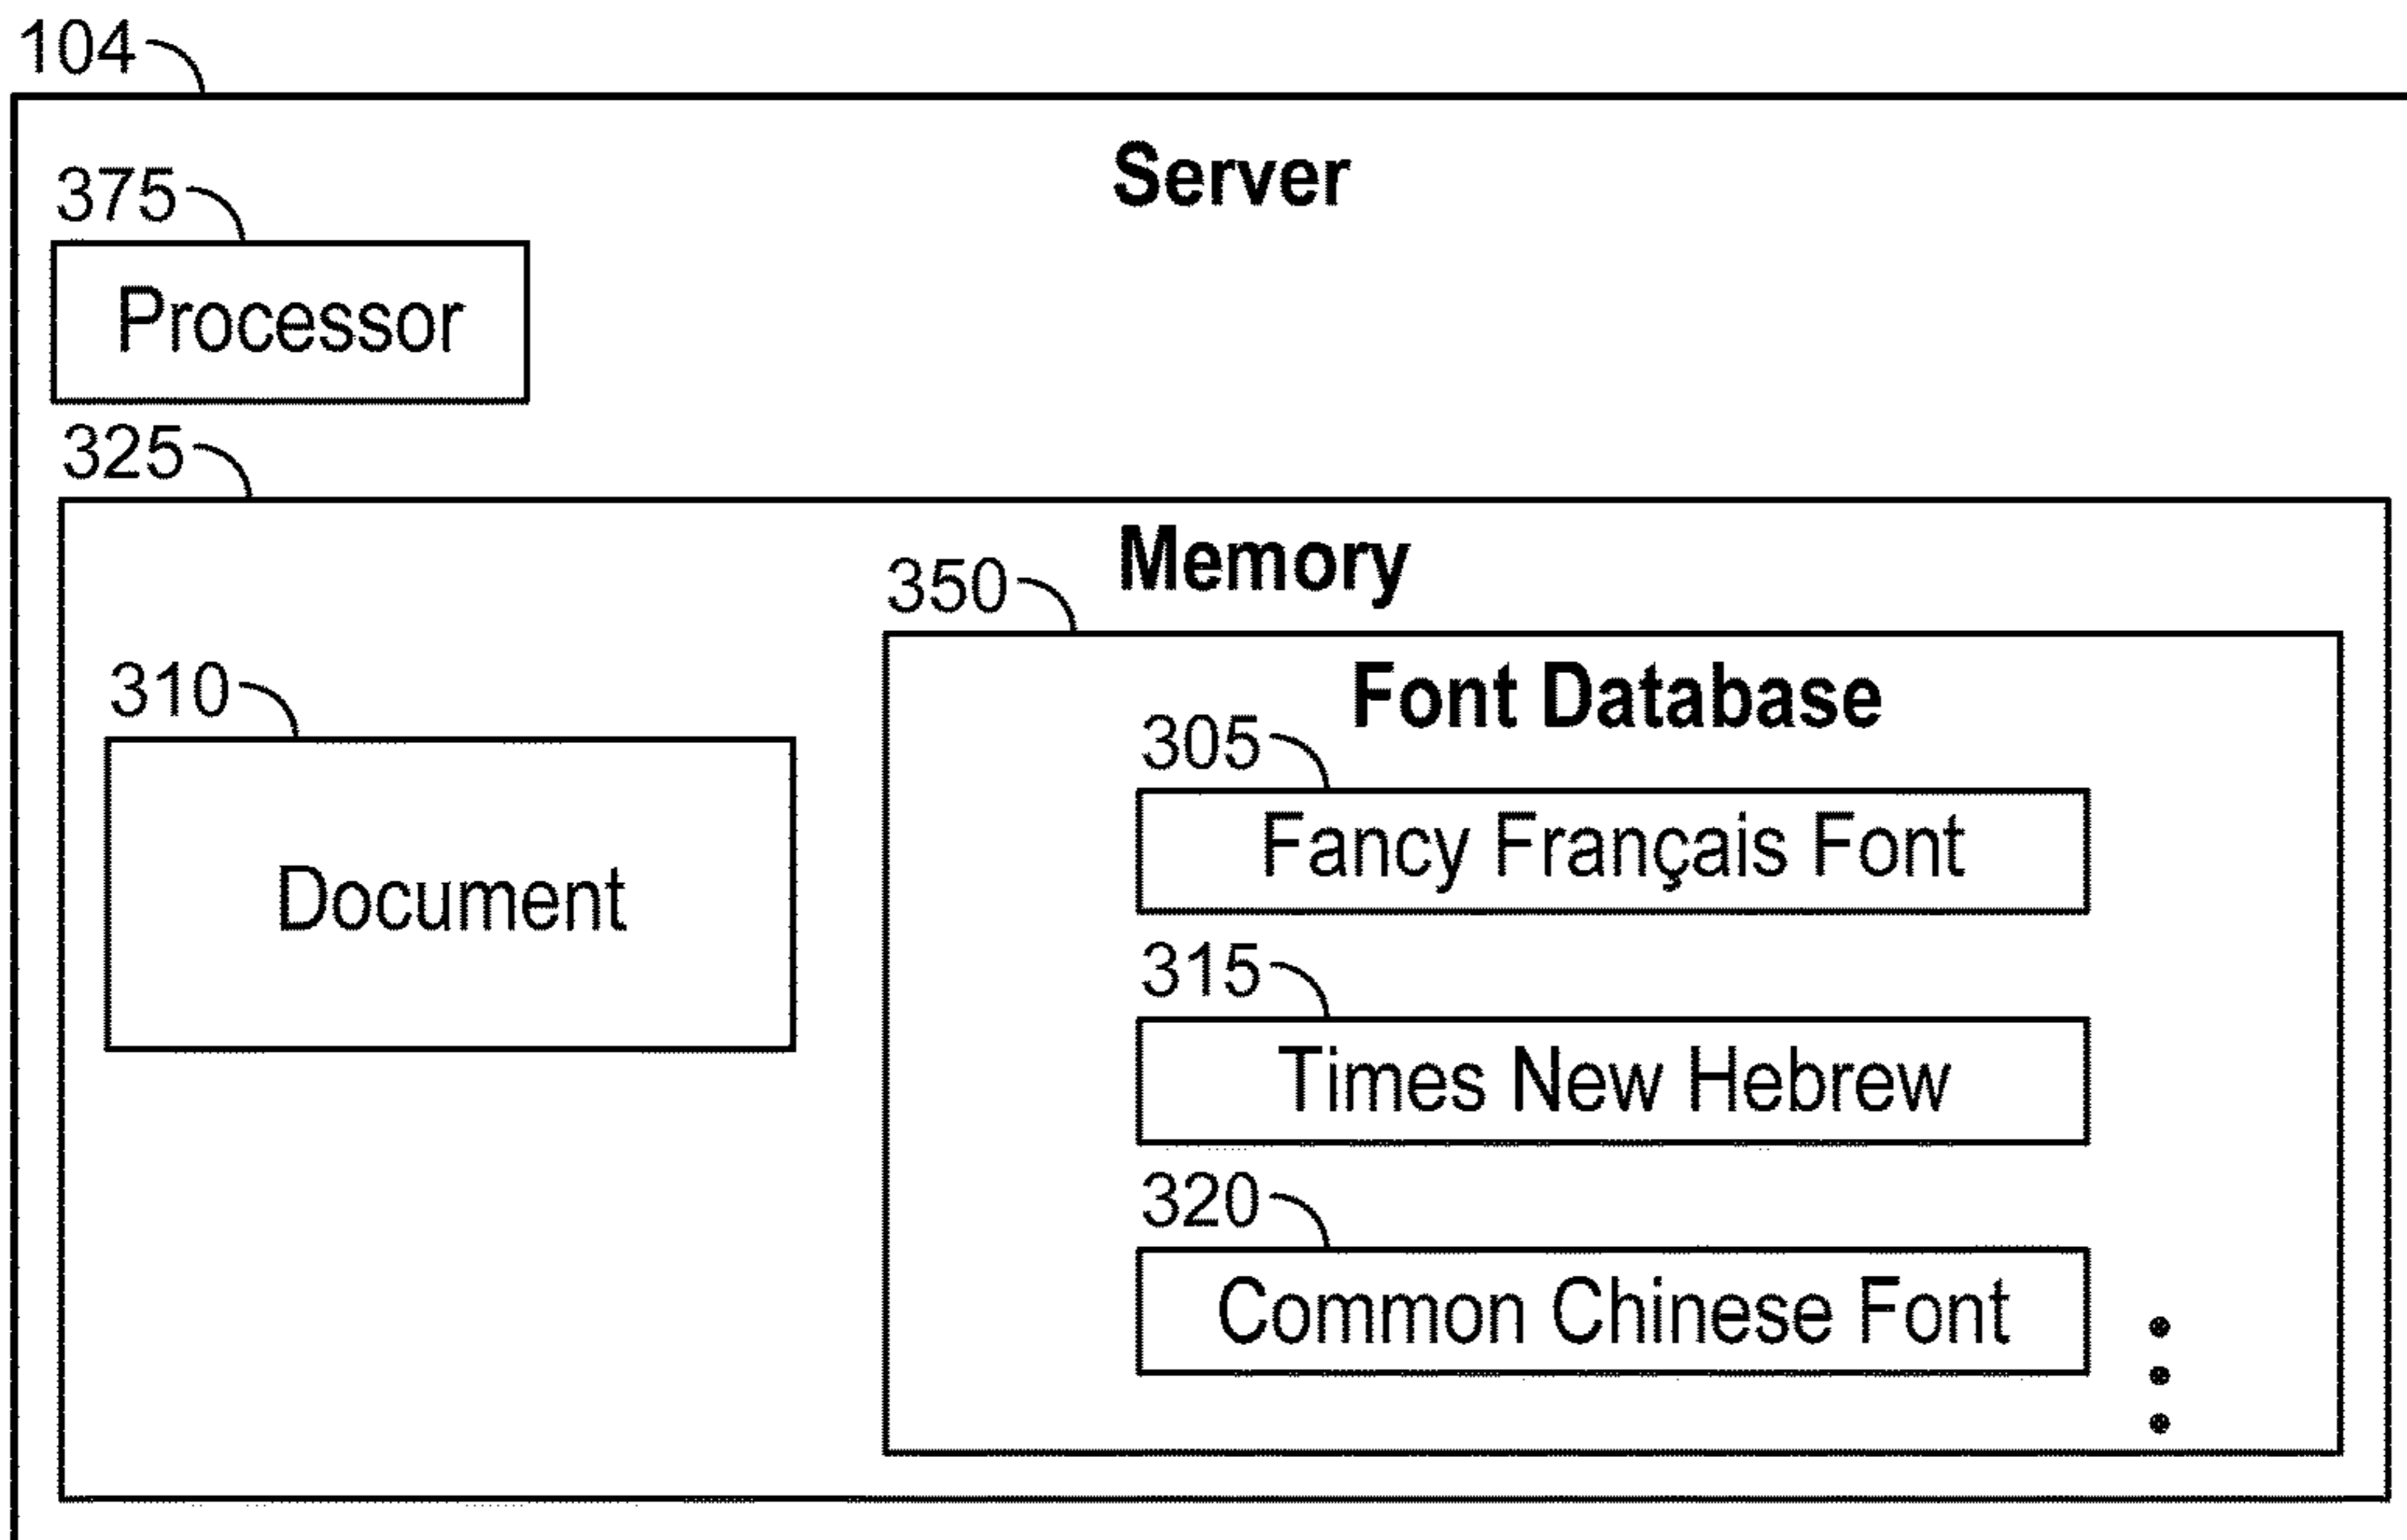 104
Server
375
Processor
325
Memory
350
310
Document
Font Database
305
Fancy Français Font
315
Times New Hebrew
320
Common Chinese Font